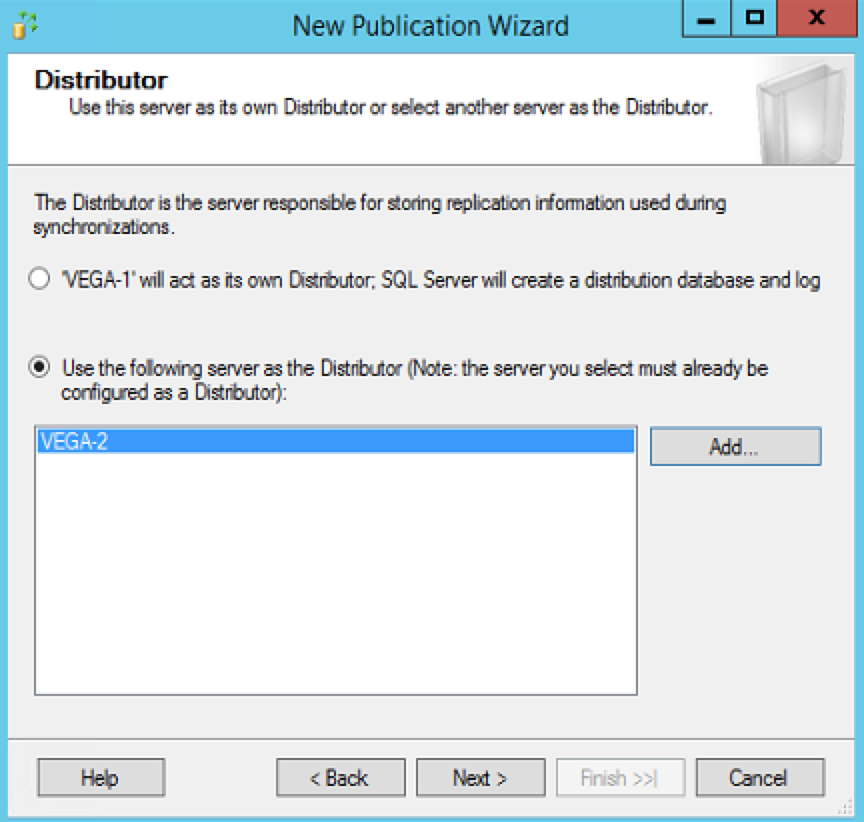 New Publication Wizard
Distributor
Use this server as its own Distributor or select another server as the Distributor.
The Distributor is the server responsible for storing replication information used during
synchronizations.
'VEGA-1' will act as its own Distributor; SQL Server will create a distribution database and log
Use the following server as the Distributor (Note: the server you select must already be
configured as a Distributor):
VEGA-2
Add...
Help
< Back
Next >
Finish >>|
Cancel